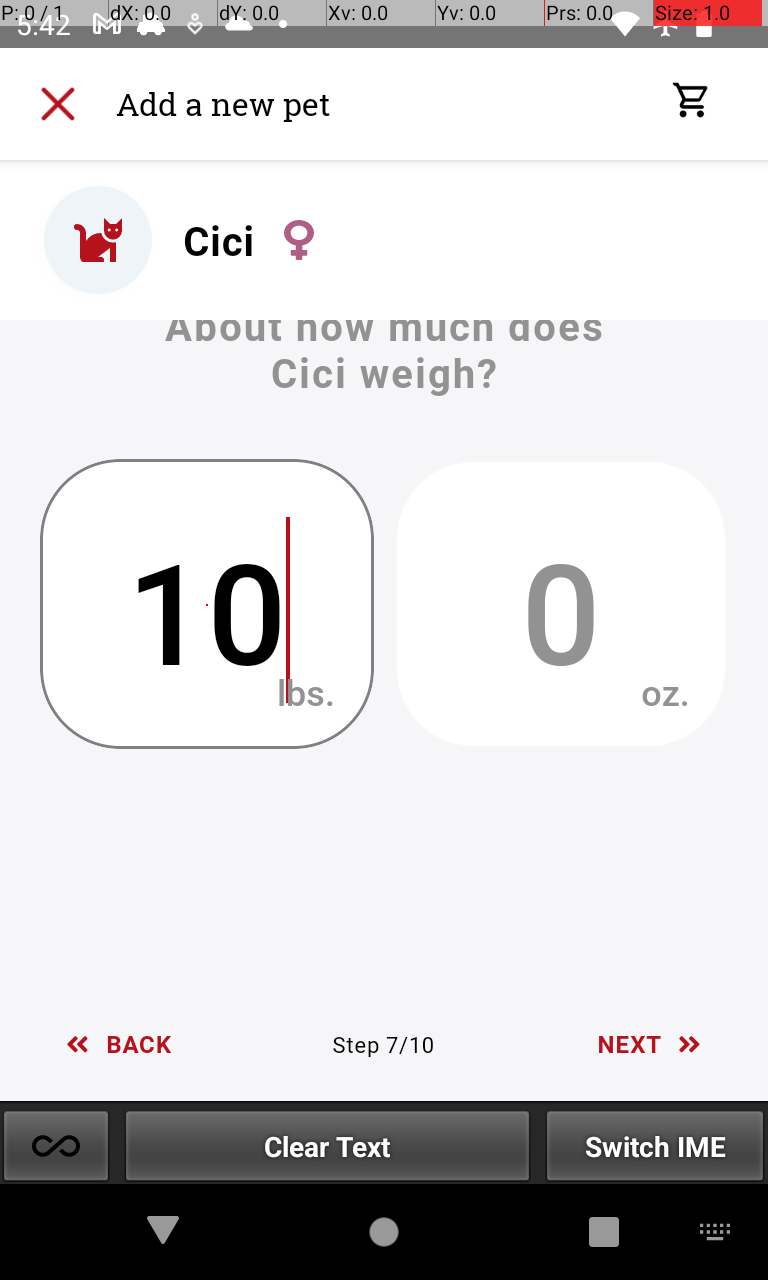 P: 0 / 1 dX: 0.0 dY: 0.0 Xv: 0.0 Yv: 0.0 Prs: 0.0 Size: 1.0
5:42
Add a new pet
Cici
About how much does
Cici weigh?
10 lbs.
0 oz.
BACK Step 7/10 NEXT
Clear Text Switch IME